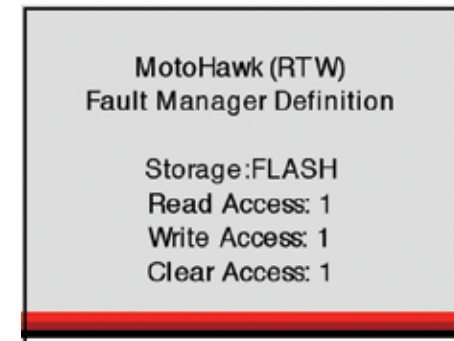 MotoHawk (RTW)
Fault Manager Definition
Storage:FLASH
Read Access: 1
Write Access: 1
Clear Access: 1